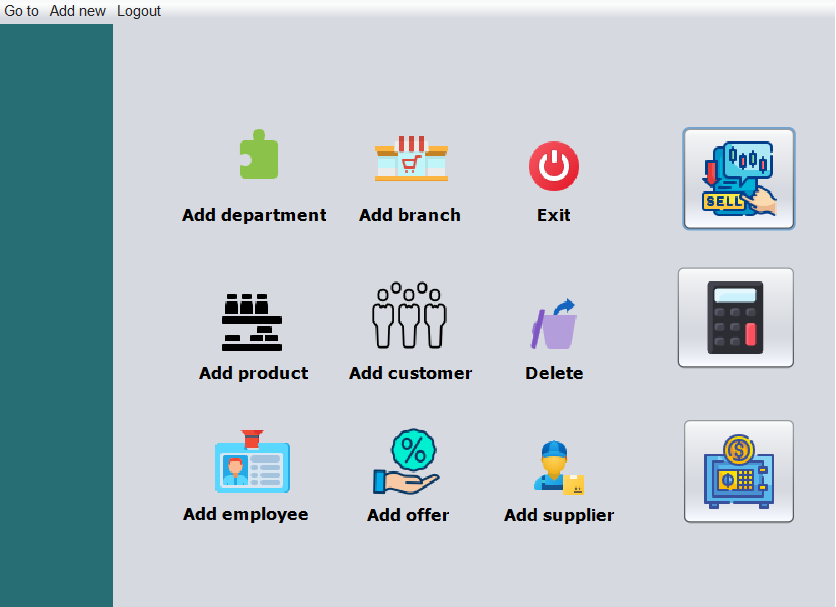 Go to Add new Logout
Add department Add branch Exit
SELL
Add product Add customer Delete
%
$
Add employee Add offer Add supplier